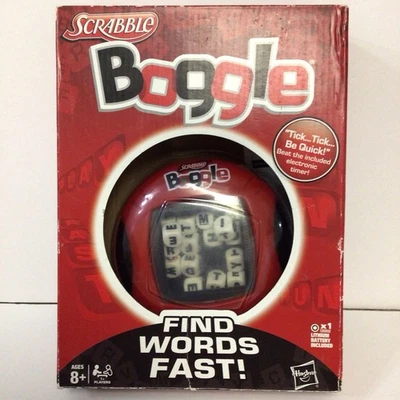 SCRABBLE
Boggle
"Tick...Tick...
Be Quick!"
Beat the included
electronic
timer!
SCRABBLE
Boggle
FIND
WORDS
FAST!
AGES
8+
PLAYERS
x1
LITHIUM
BATTERY
INCLUDED
Hasbro